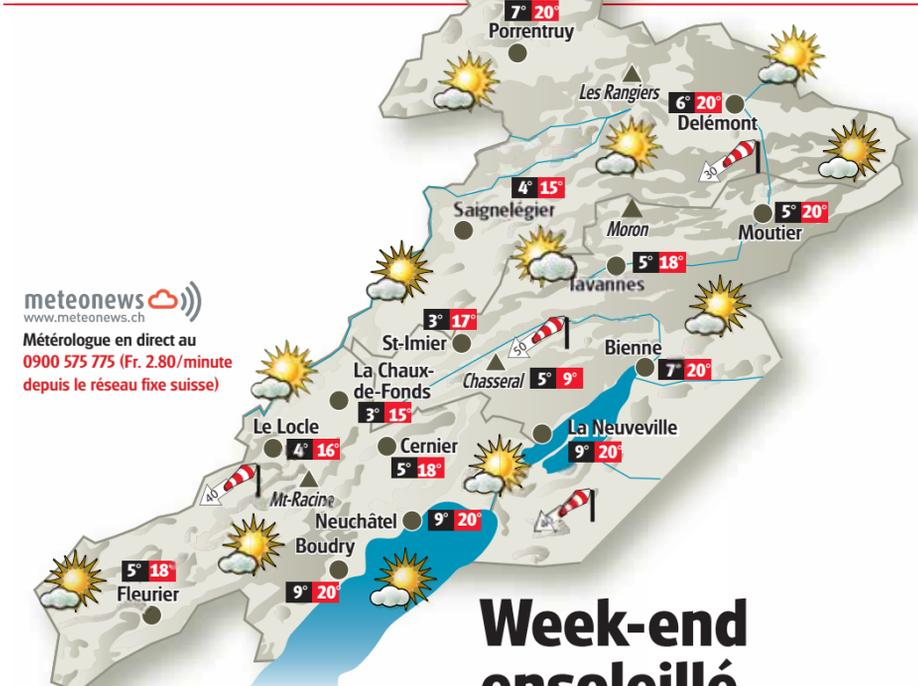 7° 20°
Porrentruy
Les Rangiers
6° 20°
Delémont
30
4° 15°
Saignelégier
Moron
5° 20°
Moutier
5° 18°
Tavannes
meteonews
www.meteonews.ch
Météorologue en direct au
0900 575 775 (Fr. 2.80/minute
depuis le réseau fixe suisse)
3° 17°
St-Imier
50
Chasseral 5° 9°
Bienne
7° 20°
La Chaux-
de-Fonds
3° 15°
Le Locle
4° 16°
Cernier
5° 18°
La Neuveville
9° 20°
40
Mt-Racine
Neuchâtel 9° 20°
Boudry
9° 20°
5° 18°
Fleurier
Week-end
ensoleillé